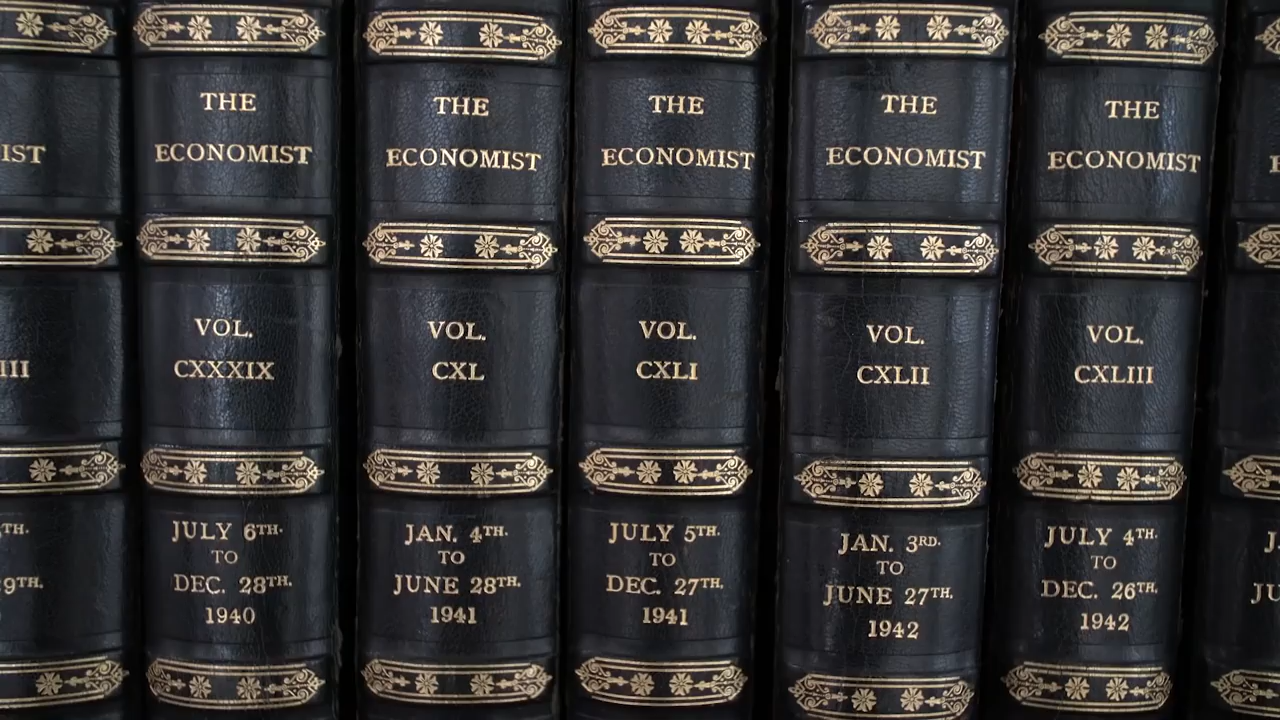 IST
III
TH.
9TH.
THE
ECONOMIST
VOL.
CXXXIX
JULY 6TH.
TO
DEC. 28TH.
1940
THE
ECONOMIST
VOL.
CXL
JAN. 4TH.
TO
JUNE 28TH.
1941
THE
ECONOMIST
VOL.
CXLI
JULY 5TH.
TO
DEC. 27TH.
1941
THE
ECONOMIST
VOL.
CXLII
JAN. 3RD.
TO
JUNE 27TH.
1942
THE
ECONOMIST
VOL.
CXLIII
JULY 4TH.
TO
DEC. 26TH.
1942
J
JU